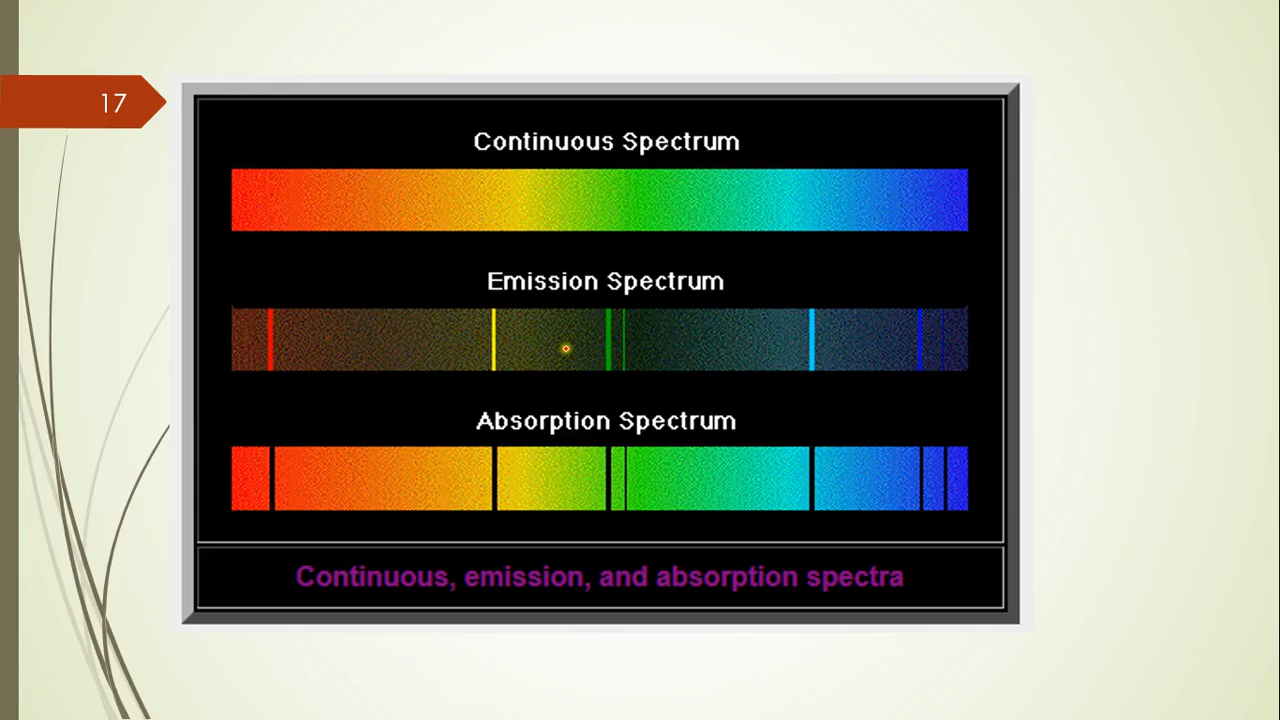 17
Continuous Spectrum
Emission Spectrum
Absorption Spectrum
Continuous, emission, and absorption spectra